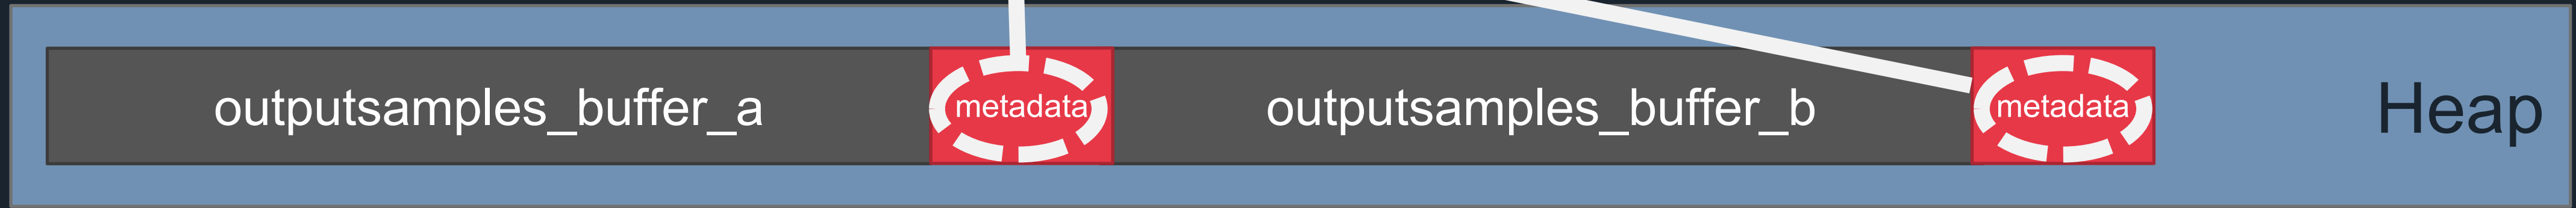 outputsamples_buffer_a
metadata
outputsamples_buffer_b
metadata
Heap